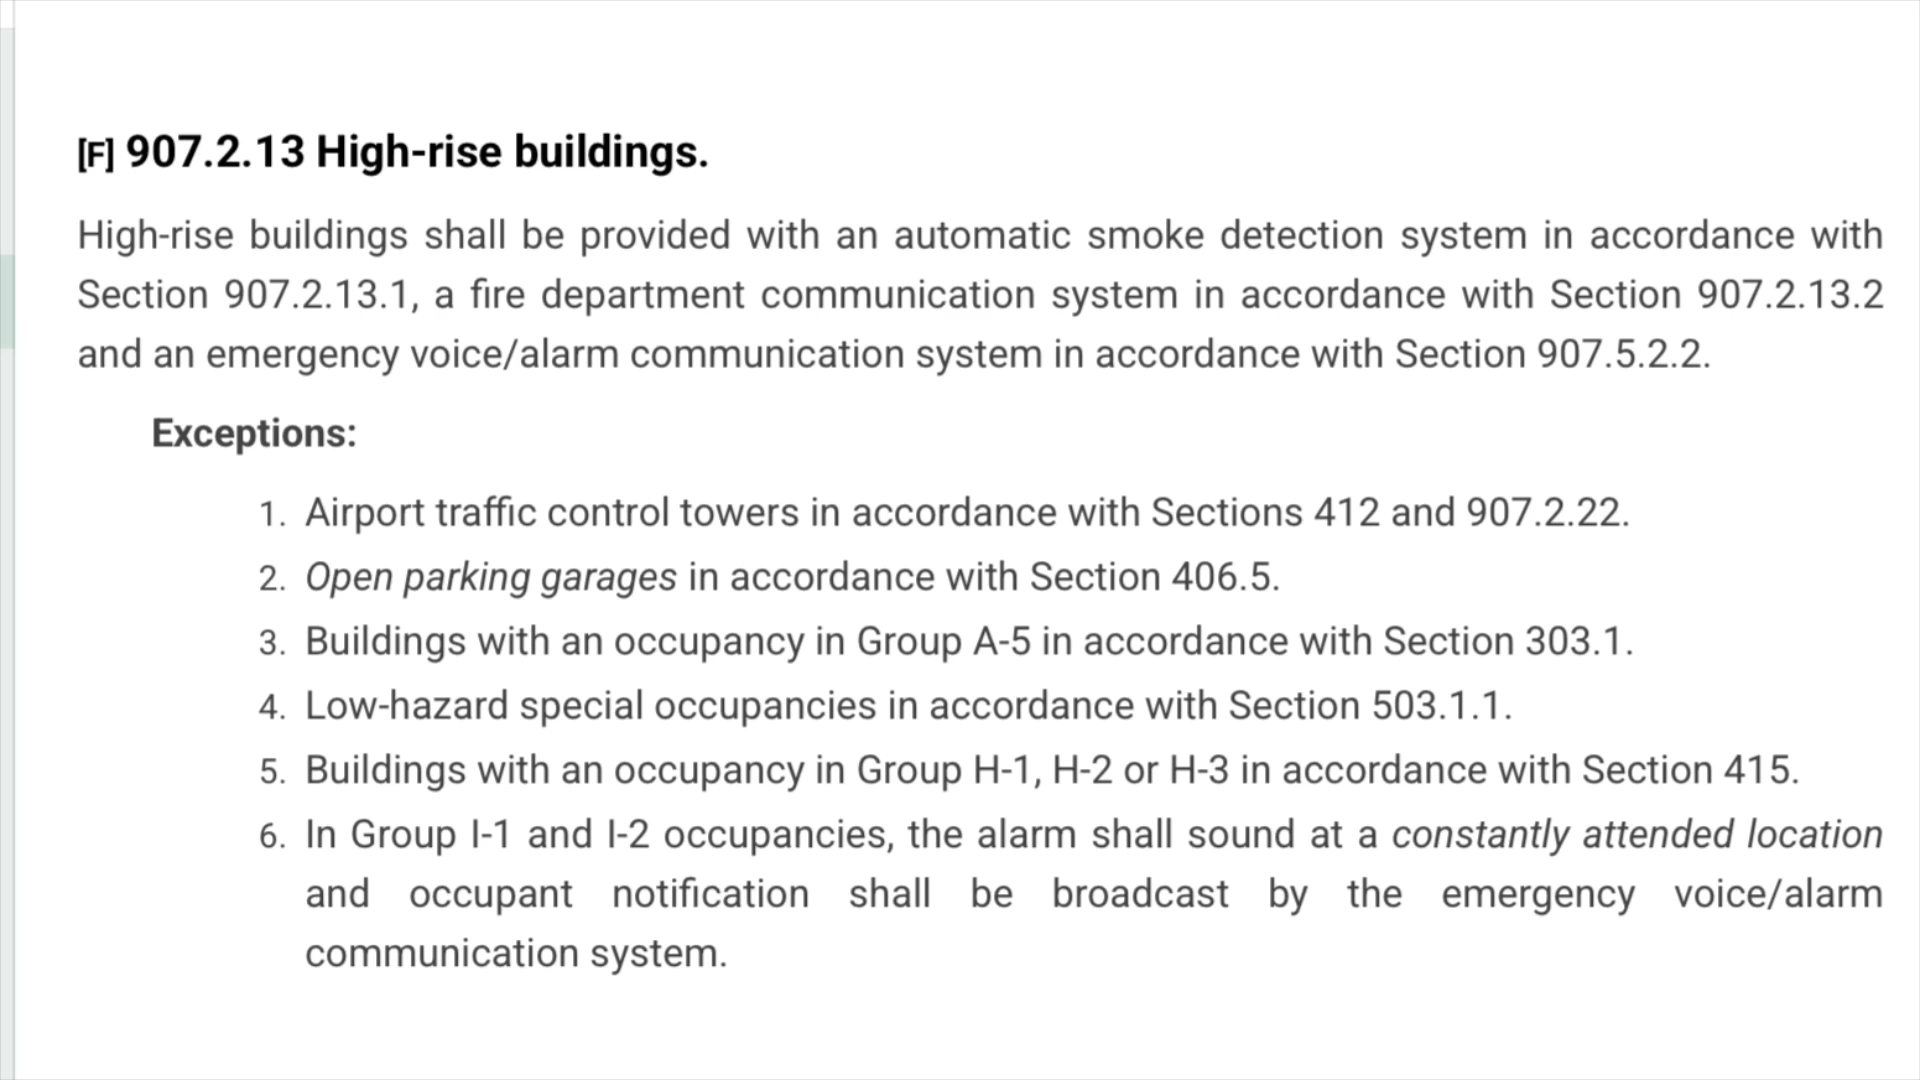 [F] 907.2.13 High-rise buildings.
High-rise buildings shall be provided with an automatic smoke detection system in accordance with
Section 907.2.13.1, a fire department communication system in accordance with Section 907.2.13.2
and an emergency voice/alarm communication system in accordance with Section 907.5.2.2.
Exceptions:
1. Airport traffic control towers in accordance with Sections 412 and 907.2.22.
2. Open parking garages in accordance with Section 406.5.
3. Buildings with an occupancy in Group A-5 in accordance with Section 303.1.
4. Low-hazard special occupancies in accordance with Section 503.1.1.
5. Buildings with an occupancy in Group H-1, H-2 or H-3 in accordance with Section 415.
6. In Group I-1 and I-2 occupancies, the alarm shall sound at a constantly attended location
and occupant notification shall be broadcast by the emergency voice/alarm
communication system.